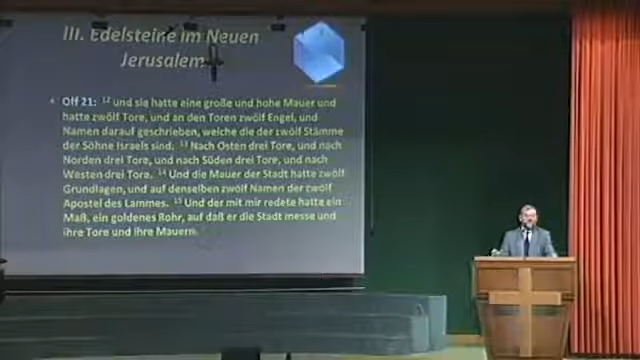 III. Edelsteine im Neuen
Jerusalem
• Off 21: 12 und sie hatte eine große und hohe Mauer und
hatte zwölf Tore, und an den Toren zwölf Engel, und
Namen darauf geschrieben, welche die der zwölf Stämme
der Söhne Israels sind. 13 Nach Osten drei Tore, und nach
Norden drei Tore, und nach Süden drei Tore, und nach
Westen drei Tore. 14 Und die Mauer der Stadt hatte zwölf
Grundlagen, und auf denselben zwölf Namen der zwölf
Apostel des Lammes. 15 Und der mit mir redete hatte ein
Maß, ein goldenes Rohr, auf daß er die Stadt messe und
ihre Tore und ihre Mauern.